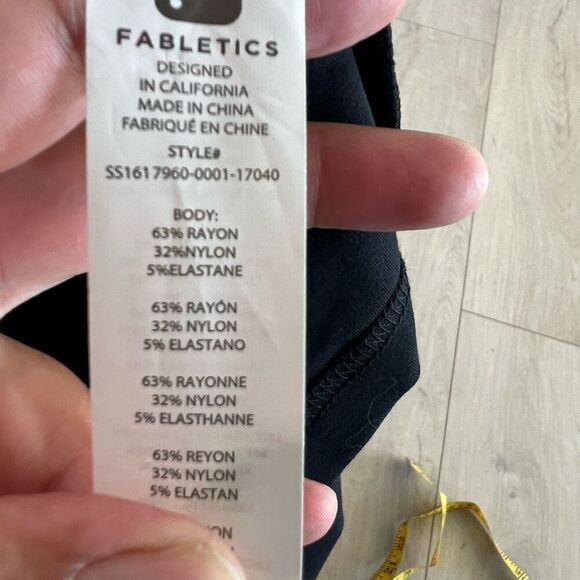 FABLETICS
DESIGNED
IN CALIFORNIA
MADE IN CHINA
FABRIQUÉ EN CHINE
STYLE#
SS1617960-0001-17040
BODY:
63% RAYON
32%NYLON
5%ELASTANE
63% RAYÓN
32% NYLON
5% ELASTANO
63% RAYONNE
32% NYLON
5% ELASTHANNE
63% REYON
32% NYLON
5% ELASTAN